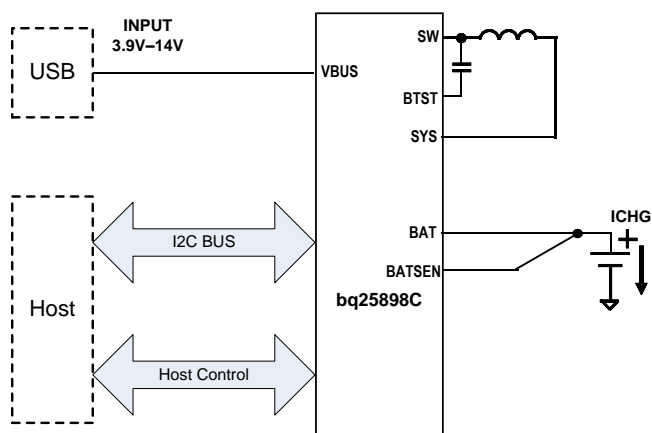 INPUT
3.9V–14V
USB
VBUS
SW
BTST
SYS
I2C BUS
BAT
ICHG
+
BATSEN
bq25898C
Host
Host Control